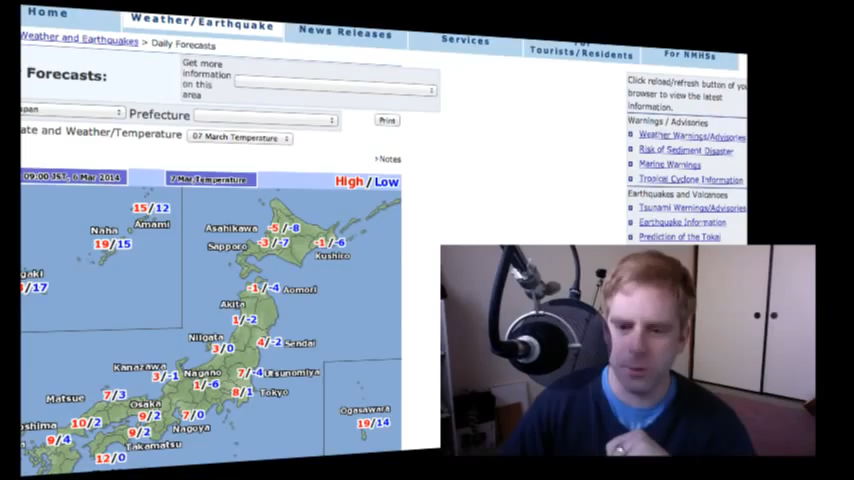 Home
Weather/Earthquake
News Releases
Services
Tourists/Residents
For NMHSs
Weather and Earthquakes > Daily Forecasts
Forecasts:
Get more
information
on this
area
Prefecture
Print
Weather/Temperature
07 March Temperature
›Notes
09:00 JST, 6 Mar. 2014
7 Mar,Temperature
High/Low
15/12
Amami
Naha
19/15
/17
Asahikawa
-5/-8
Sapporo
-3/-7
-1/-6
Kushiro
-1/-4
Aomori
Akita
1/-2
Niigata
3/0
4/-2
Sendai
Kanazawa
3/-1
Nagano
1/-6
7/-4
Utsunomiya
8/1
Tokyo
Matsue
7/3
Osaka
9/2
7/0
Nagoya
10/2
9/2
Takamatsu
9/4
12/0
Ogasawara
19/14
Click reload/refresh button of
browser to view the latest
information.
Warnings / Advisories
Weather Warnings/Advisories
Risk of Sediment Disaster
Marine Warnings
Tropical Cyclone Information
Earthquakes and Volcanoes
Tsunami Warnings/Advisories
Earthquake Information
Prediction of the Tokai